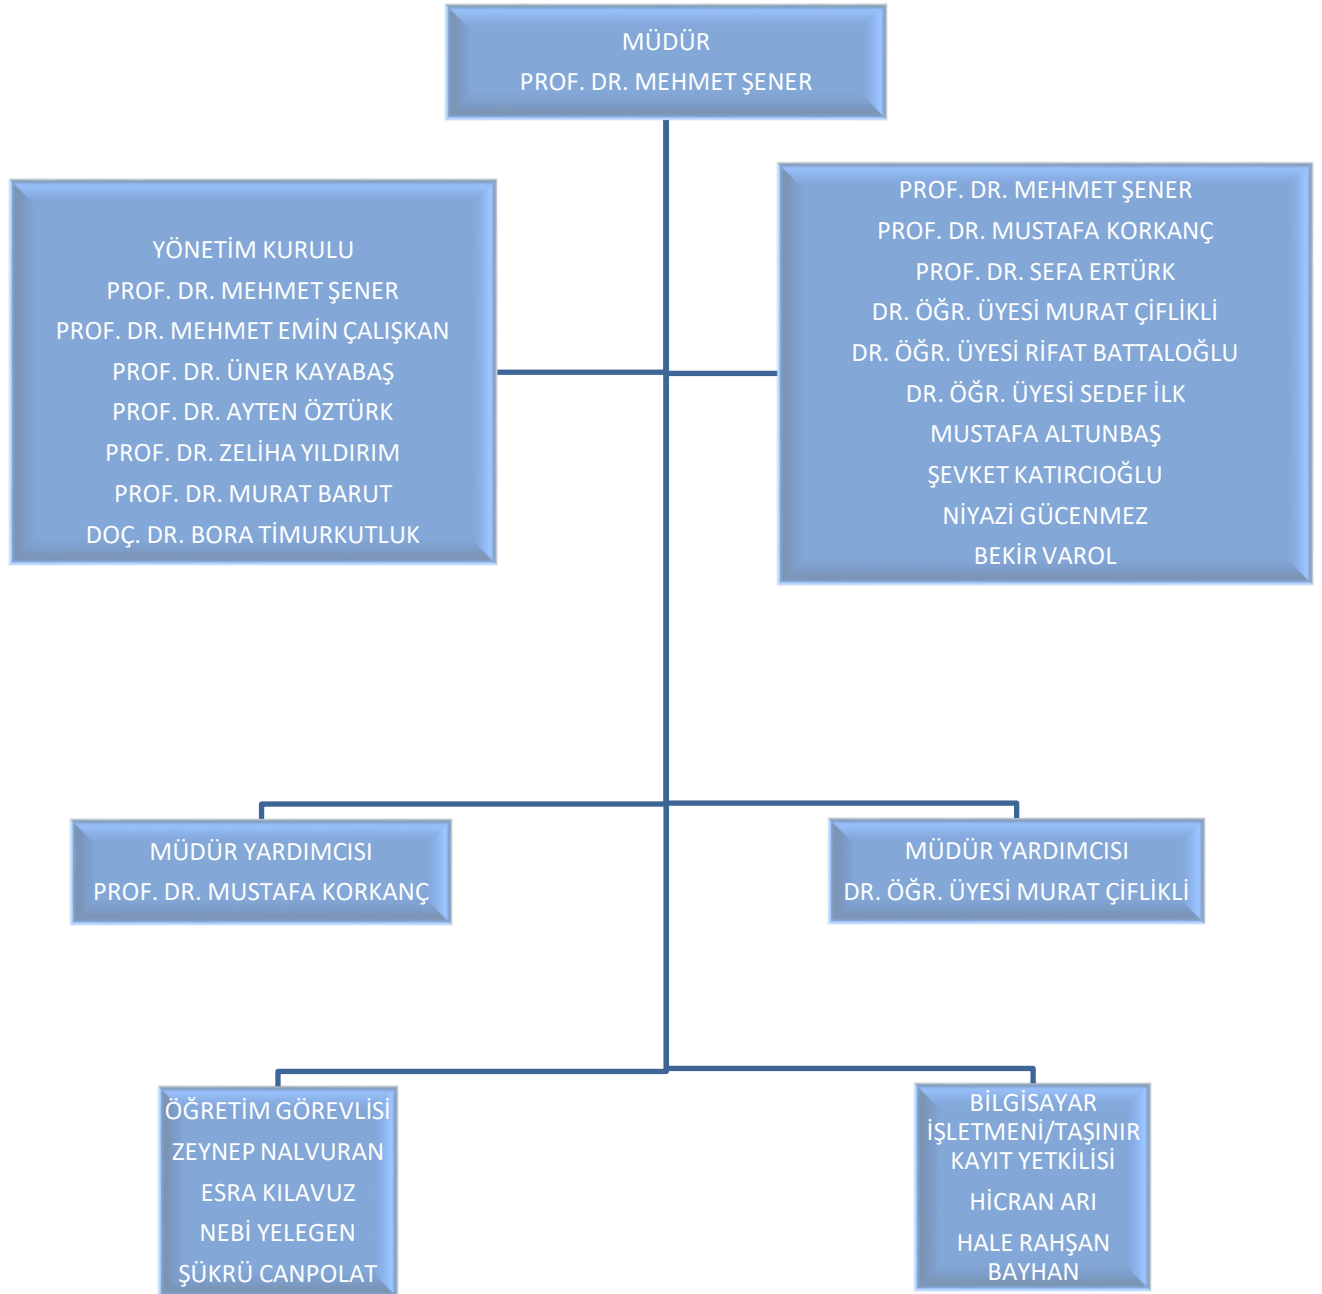 MÜDÜR
PROF. DR. MEHMET ŞENER
YÖNETİM KURULU
PROF. DR. MEHMET ŞENER
PROF. DR. MEHMET EMİN ÇALIŞKAN
PROF. DR. ÜNER KAYABAŞ
PROF. DR. AYTEN ÖZTÜRK
PROF. DR. ZELİHA YILDIRIM
PROF. DR. MURAT BARUT
DOÇ. DR. BORA TİMURKUTLUK
PROF. DR. MEHMET ŞENER
PROF. DR. MUSTAFA KORKANÇ
PROF. DR. SEFA ERTÜRK
DR. ÖĞR. ÜYESİ MURAT ÇİFLİKLİ
DR. ÖĞR. ÜYESİ RİFAT BATTALOĞLU
DR. ÖĞR. ÜYESİ SEDEF İLK
MUSTAFA ALTUNBAŞ
ŞEVKET KATIRCIOĞLU
NİYAZİ GÜCENMEZ
BEKİR VAROL
MÜDÜR YARDIMCISI
PROF. DR. MUSTAFA KORKANÇ
MÜDÜR YARDIMCISI
DR. ÖĞR. ÜYESİ MURAT ÇİFLİKLİ
ÖĞRETİM GÖREVLİSİ
ZEYNEP NALVURAN
ESRA KILAVUZ
NEBİ YELEGEN
ŞÜKRÜ CANPOLAT
BİLGİSAYAR
İŞLETMENİ/TAŞINIR
KAYIT YETKİLİSİ
HİCRAN ARI
HALE RAHŞAN
BAYHAN